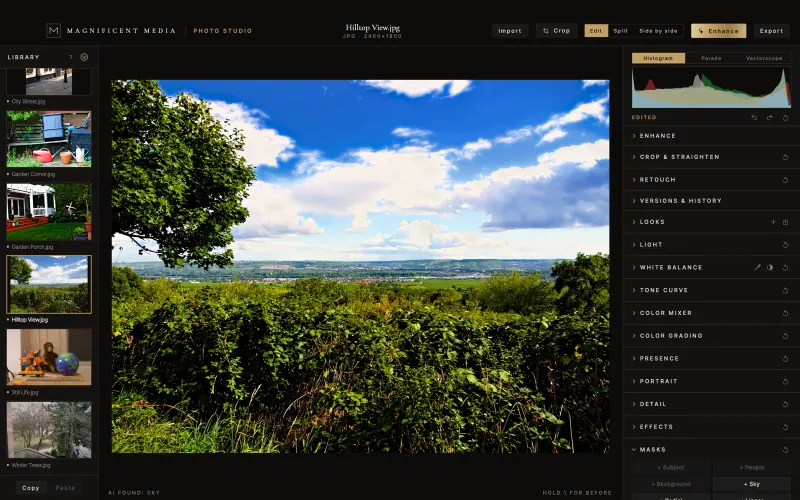 MAGNIFICENT MEDIA
PHOTO STUDIO
Hilltop View.jpg
JPG · 2400×1800
Import
Crop
Edit
Split
Side by side
Enhance
Export
LIBRARY
7
City Street.jpg
Garden Corner.jpg
Garden Porch.jpg
Hilltop View.jpg
Still Life.jpg
Winter Trees.jpg
Copy
Paste
AI FOUND: SKY
HOLD \ FOR BEFORE
Histogram
Parade
Vectorscope
EDITED
ENHANCE
CROP & STRAIGHTEN
RETOUCH
VERSIONS & HISTORY
LOOKS
LIGHT
WHITE BALANCE
TONE CURVE
COLOR MIXER
COLOR GRADING
PRESENCE
PORTRAIT
DETAIL
EFFECTS
MASKS
+ Subject
+ People
+ Background
+ Sky